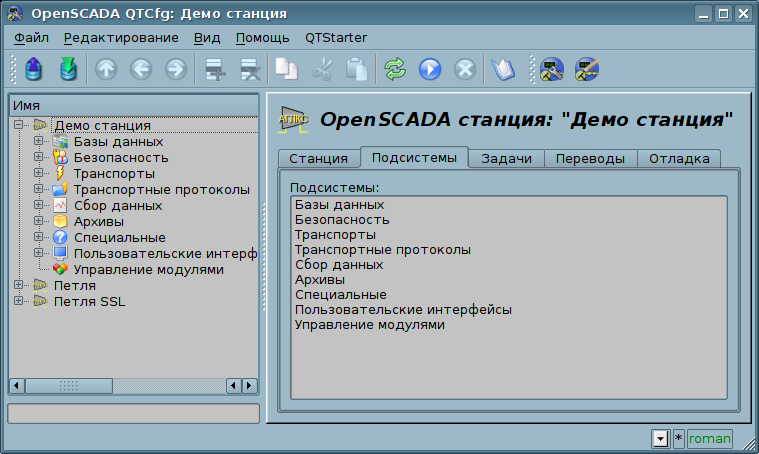 OpenSCADA QTCfg: Демо станция
Файл Редактирование Вид Помощь QTStarter
Имя
Демо станция
Базы данных
Безопасность
Транспорты
Транспортные протоколы
Сбор данных
Архивы
Специальные
Пользовательские интерф
Управление модулями
Петля
Петля SSL
АПКС
OpenSCADA станция: "Демо станция"
Станция Подсистемы Задачи Переводы Отладка
Подсистемы:
Базы данных
Безопасность
Транспорты
Транспортные протоколы
Сбор данных
Архивы
Специальные
Пользовательские интерфейсы
Управление модулями
* roman